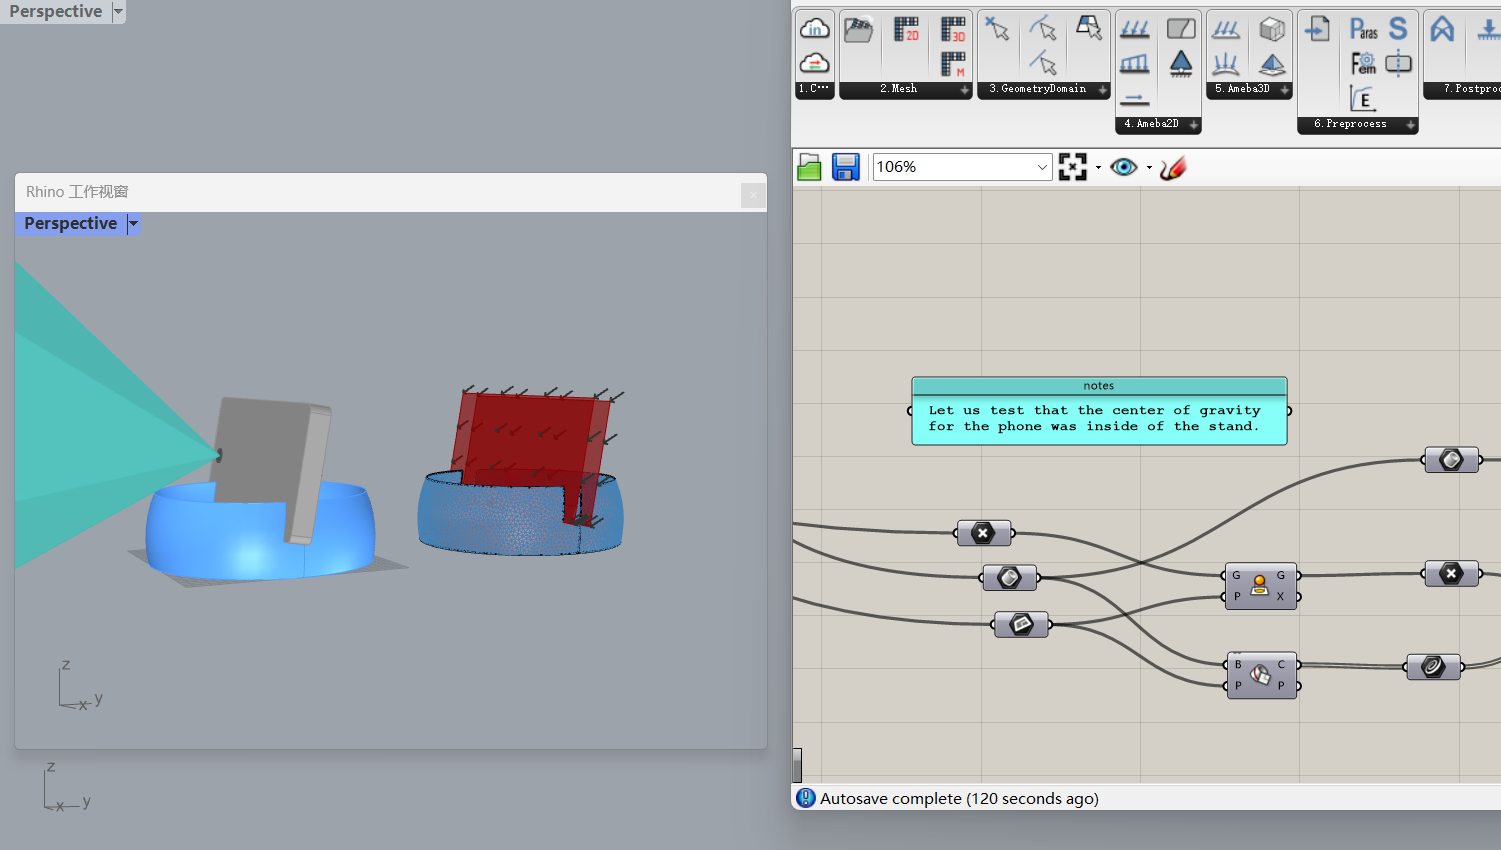 Perspective
Rhino 工作视窗
Perspective
z
x
y
z
x
y
in
2D
3D
M
Paras
S
Fem
E
1.C...
2.Mesh
3.GeometryDomain
4.Ameba2D
5.Ameba3D
6.Preprocess
7.Postproc
106%
notes
Let us test that the center of gravity
for the phone was inside of the stand.
G G
P X
B C
P P
Autosave complete (120 seconds ago)